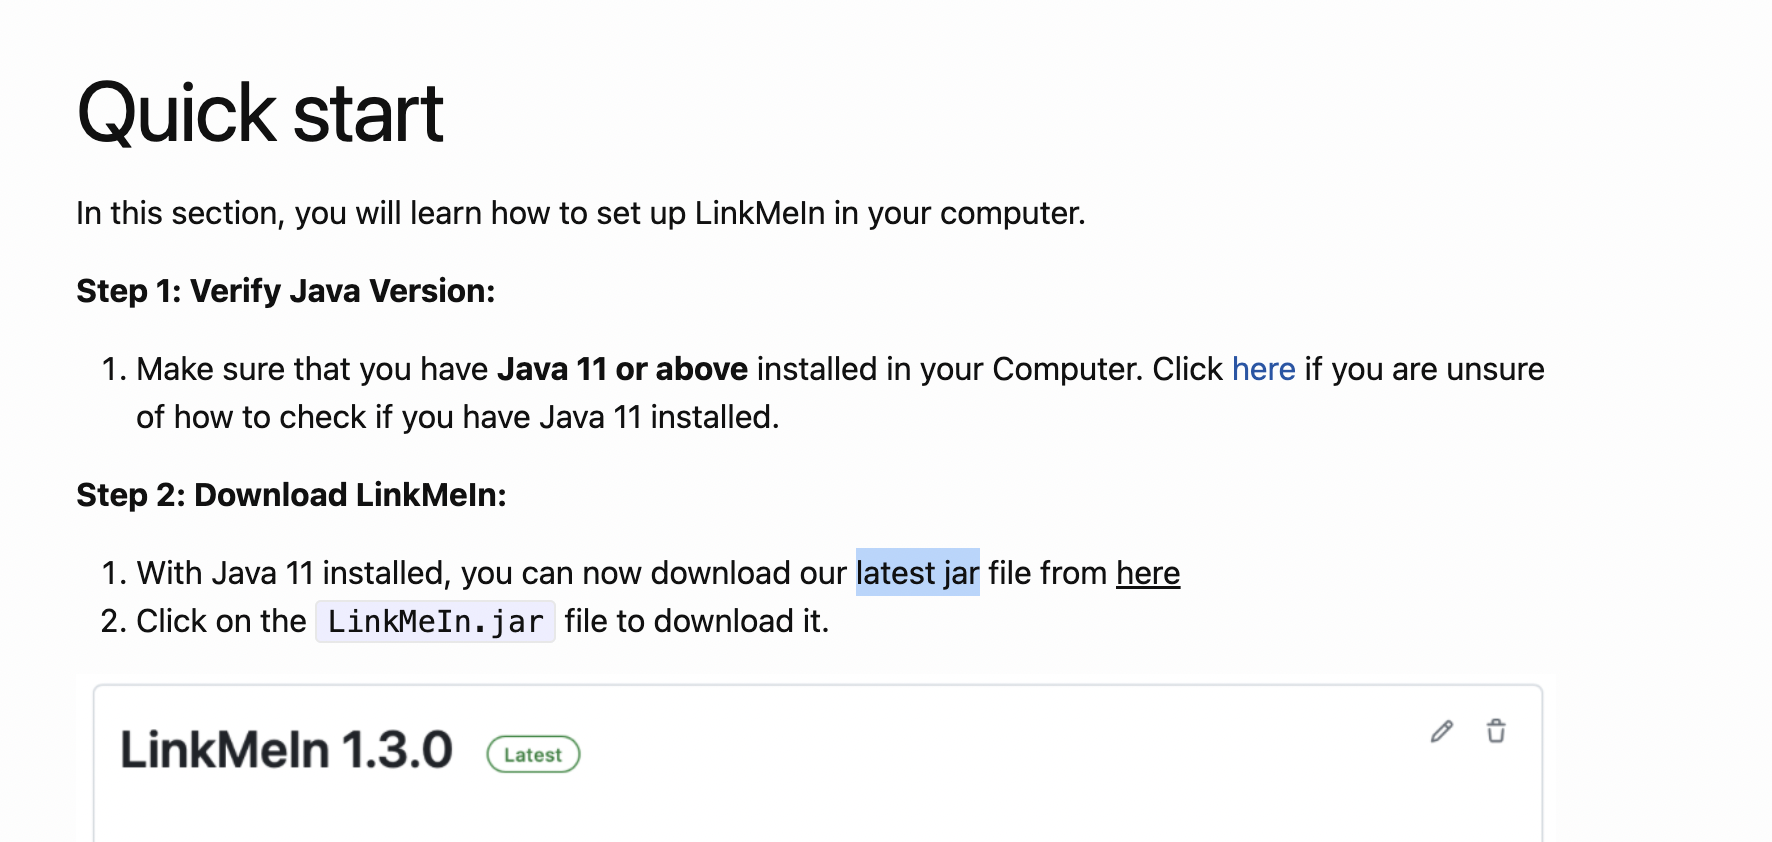 Quick start
In this section, you will learn how to set up LinkMeIn in your computer.
Step 1: Verify Java Version:
1. Make sure that you have Java 11 or above installed in your Computer. Click here if you are unsure
of how to check if you have Java 11 installed.
Step 2: Download LinkMeIn:
1. With Java 11 installed, you can now download our latest jar file from here
2. Click on the LinkMeIn.jar file to download it.
LinkMeIn 1.3.0 Latest